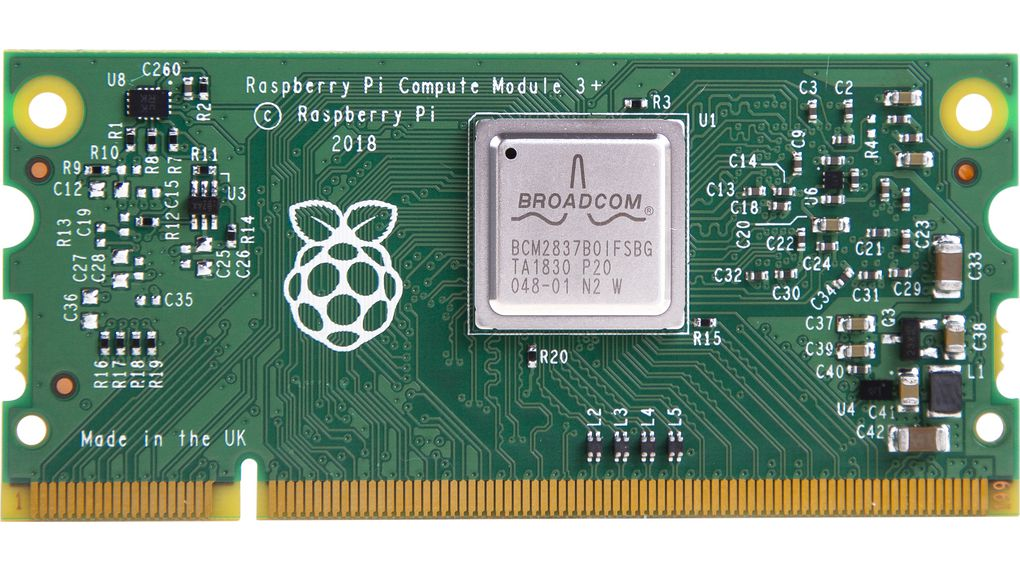 U8
C260
R2
Raspberry Pi Compute Module 3+
© Raspberry Pi
2018
R3
U1
C3
C2
R1
R10
R8
R7
R11
R9
C12
C15
U3
R13
C19
R12
R14
C27
C28
C25
C26
C36
C35
R16
R17
R18
R19
Made in the UK
BROADCOM®
BCM2837B0IFSBG
TA1830 P20
048-01 N2 W
R20
R15
L2
L3
L4
L5
C9
R4
C14
C13
C18
U6
C20
C22
C24
C21
C23
C33
C32
C30
C34
C31
C29
C37
C39
C40
C38
L1
U4
C41
C42
1
199